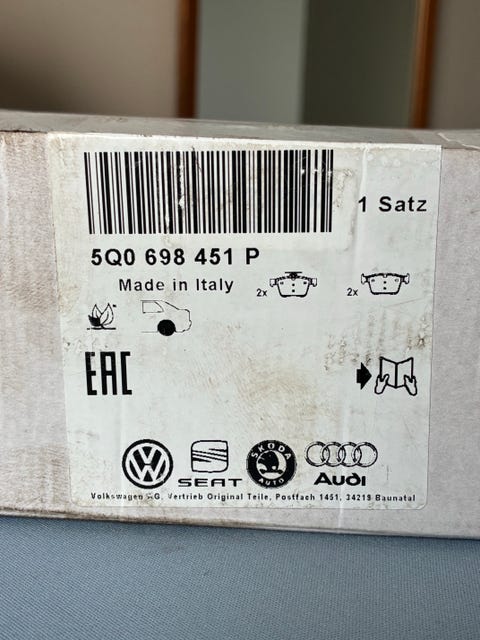 1 Satz
5Q0 698 451 P
Made in Italy
2x
2x
EAC
SEAT
ŠKODA
AUTO
Audi
Volkswagen AG, Vertrieb Original Teile, Postfach 1451, 34219 Baunatal